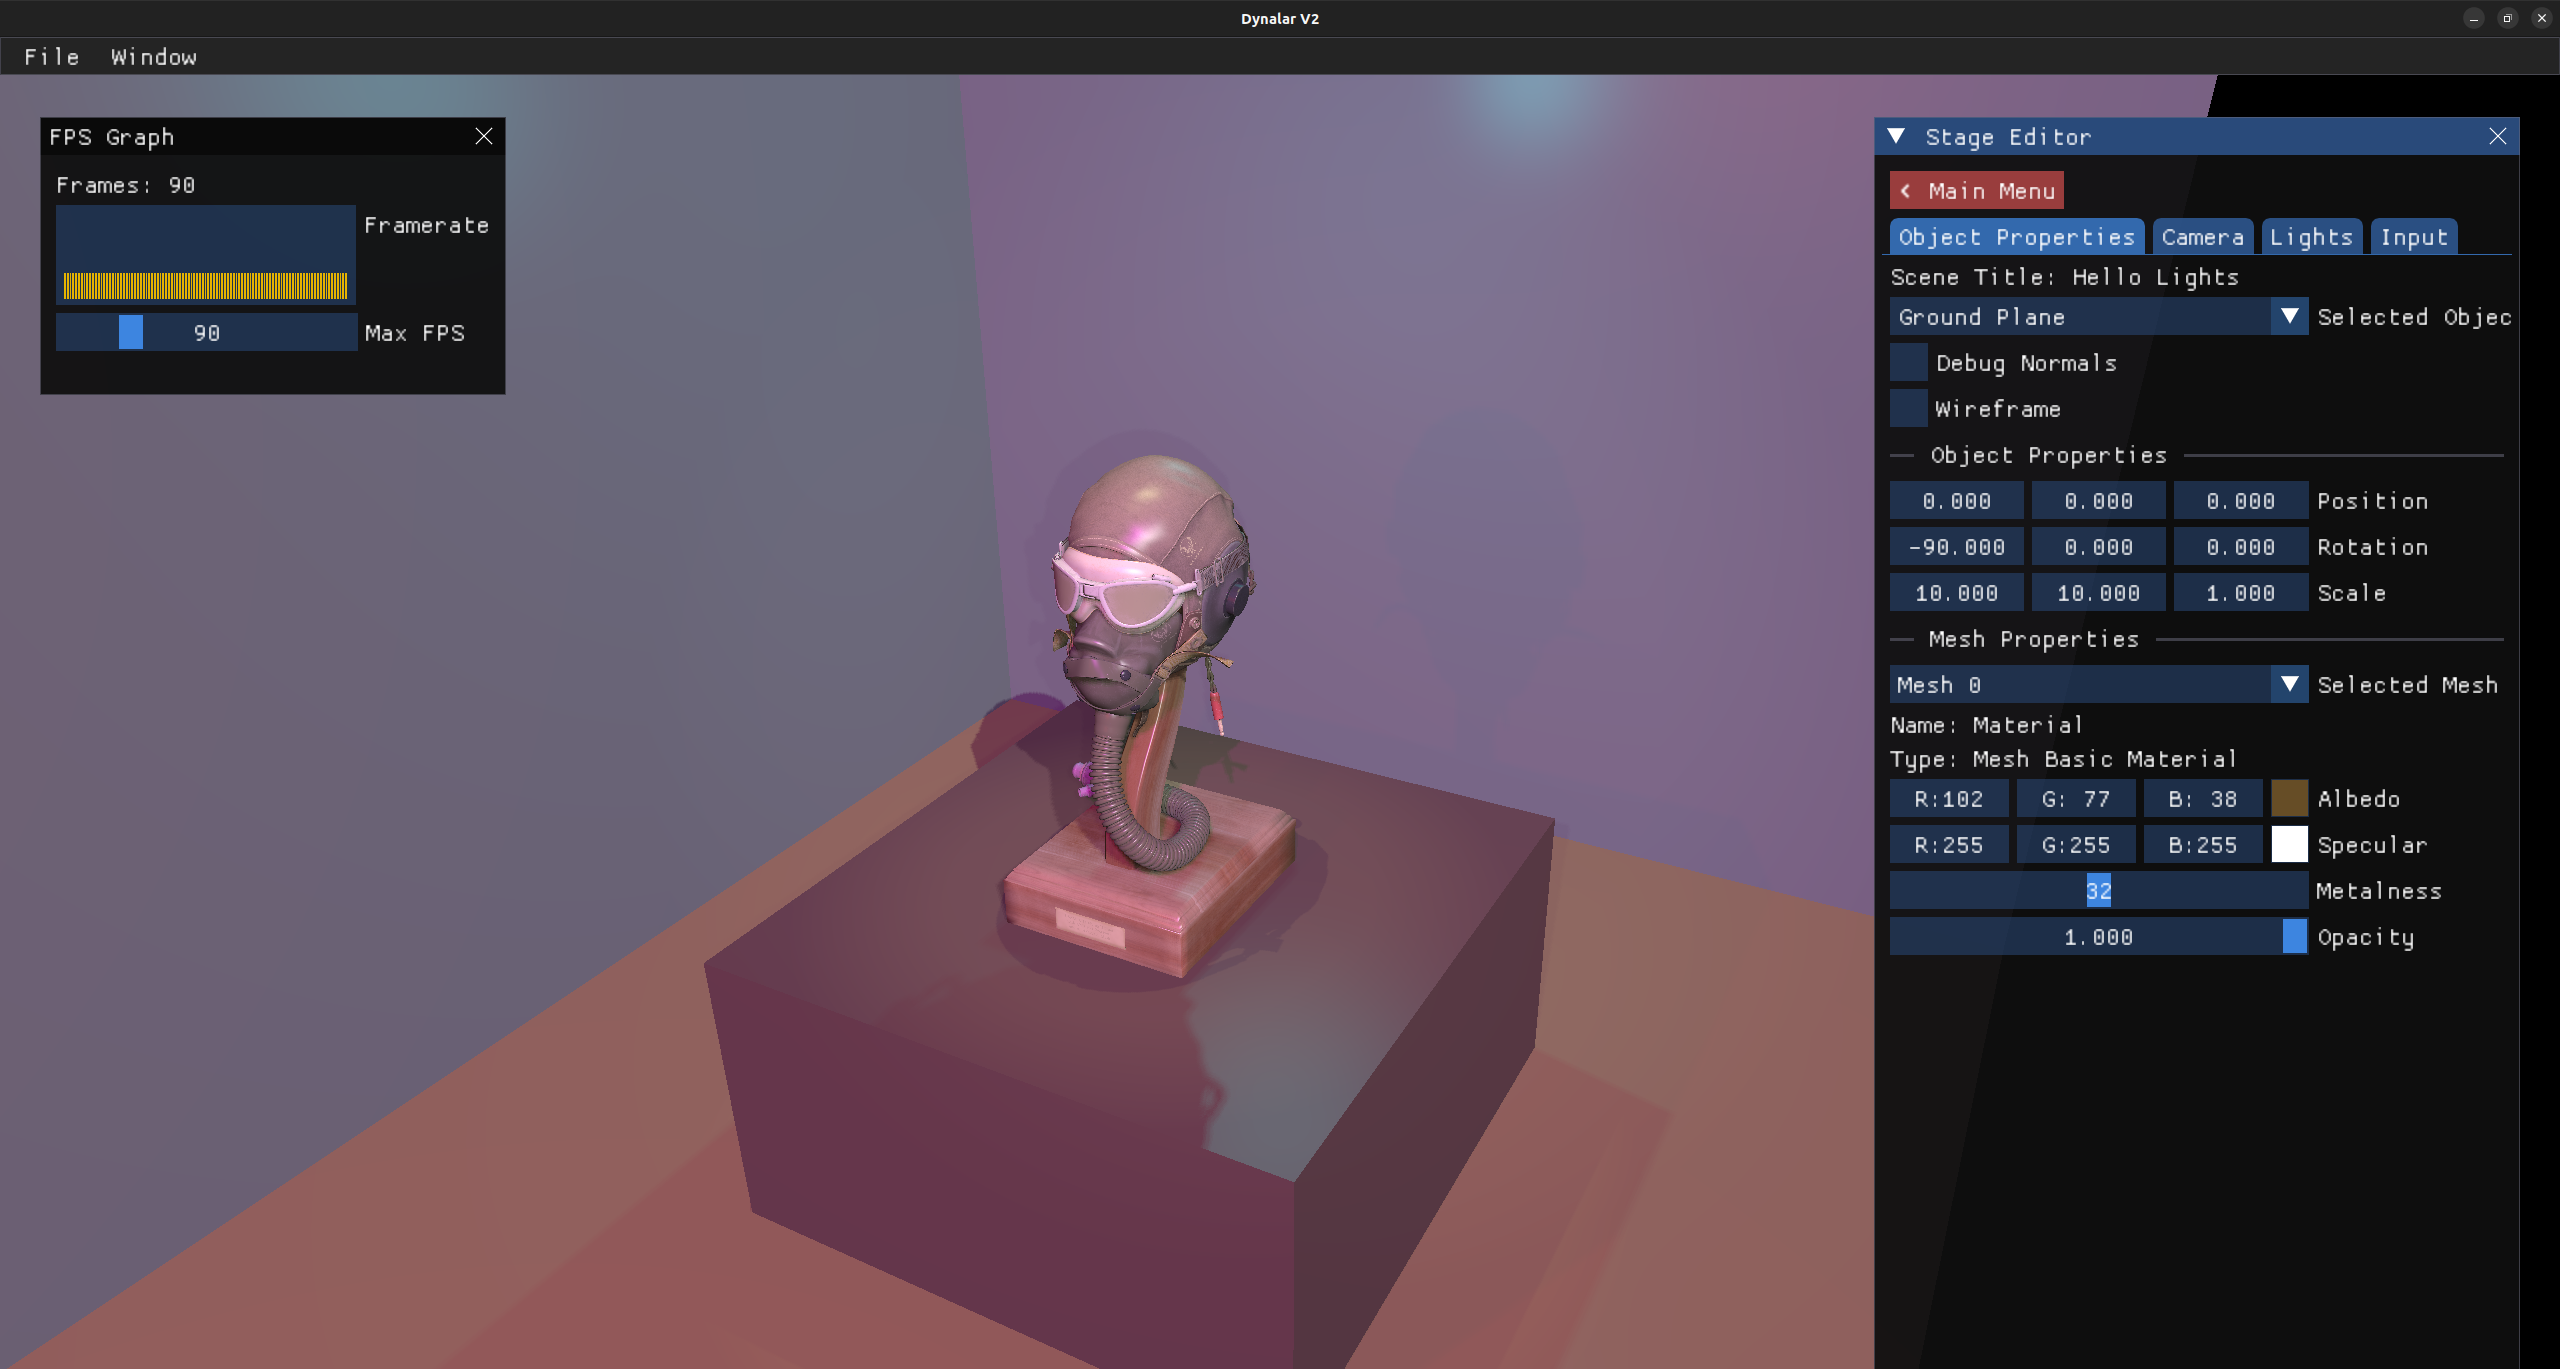 Dynalar V2
File Window
FPS Graph
Frames: 90
Framerate
90 Max FPS
Stage Editor
< Main Menu
Object Properties Camera Lights Input
Scene Title: Hello Lights
Ground Plane Selected Objec
Debug Normals
Wireframe
Object Properties
0.000 0.000 0.000 Position
-90.000 0.000 0.000 Rotation
10.000 10.000 1.000 Scale
Mesh Properties
Mesh 0 Selected Mesh
Name: Material
Type: Mesh Basic Material
R:102 G: 77 B: 38 Albedo
R:255 G:255 B:255 Specular
32 Metalness
1.000 Opacity